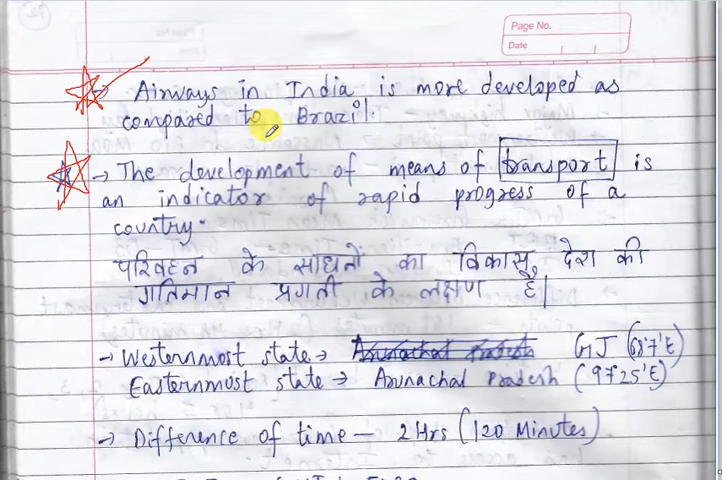 Page No.
Date
→ Airways in India is more developed as
compared to Brazil.
→ The development of means of transport is
an indicator of rapid progress of a
country.
परिवहन के साधनों का विकास, देश की
गतिमान प्रगती के लक्षण है|
→ Westernmost state → Arunachal Pradesh GJ (68°7'E)
Easternmost state → Arunachal Pradesh (97°25'E)
→ Difference of time — 2 Hrs (120 Minutes)